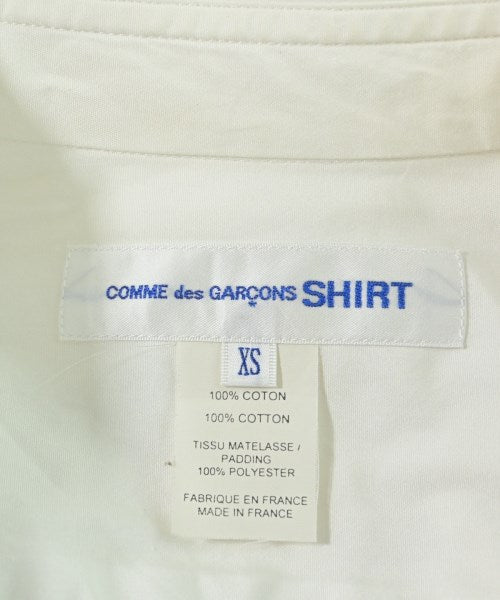 COMME des GARÇONS SHIRT
XS
100% COTON
100% COTTON
TISSU MATELASSE /
PADDING
100% POLYESTER
FABRIQUE EN FRANCE
MADE IN FRANCE